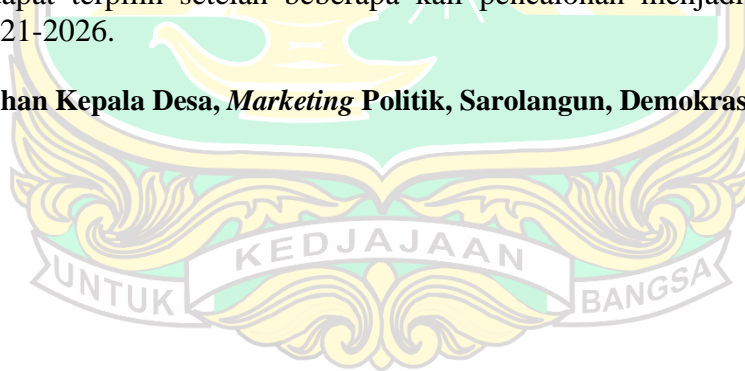 dapat terpilih setelah beberapa kali pencalonan menjadi
21-2026.
han Kepala Desa, Marketing Politik, Sarolangun, Demokras
KEDJAJAAN
UNTUK BANGSA